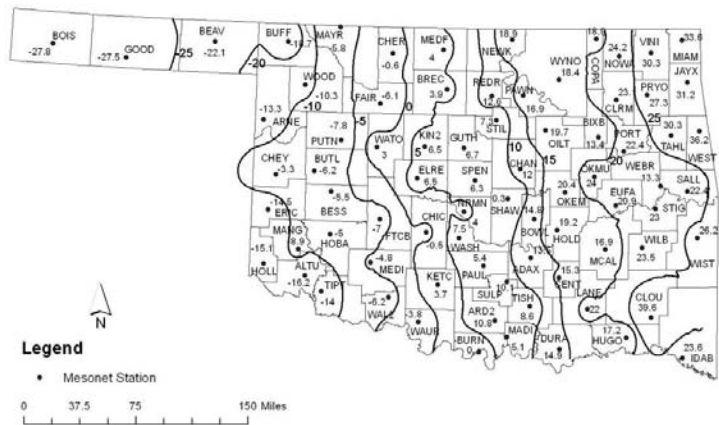 BOIS
-27.8
GOOD
-27.5
-25
BEAV
-22.1
BUFF
-16.7
-20
MAYR
-5.8
CHER
-0.6
MEDF
4
18.9
NEWK
WYNO
18.4
18.9
COPA
24.2
NOWA
VINI
30.3
33.6
MIAM
JAYX
31.2
WOOD
-10.3
-10
FAIR
-6.1
0
BREC
3.9
REDR
12.6
PAWN
16.9
23.
CLRM
PRYO
27.3
25
-13.3
ARNE
-7.8
PUTN
-5
WATO
3
KIN2
6.5
5
GUTH
6.7
7.3
STIL
10
19.7
OILT
15
BIXB
13.4
PORT
22.4
20
30.3
TAHL
36.2
WEST
CHEY
-3.3
BUTL
-6.2
ELRE
6.5
SPEN
6.3
CHAN
12
OKMU
24
WEBR
13.3
SALL
22.4
-14.5
ERIC
-5.5
BESS
-7
FTCB
CHIC
-0.5
NRMN
4
0.3
SHAW
14.8
BOWL
20.4
OKEM
EUFA
20.9
23
STIG
MANG
-8.9
-5
HOBA
7.5
WASH
19.2
HOLD
16.9
MCAL
WILB
23.5
26.2
WIST
-15.1
HOLL
ALTU
-16.2
TIPT
-14
-4.8
MEDI
KETC
3.7
5.4
PAUL
ADAX
15.3
-6.2
WALT
-3.8
WAUR
10.1
SULP
TISH
8.6
LANE
22
CLOU
39.6
ARD2
10.8
MADI
5.1
BURN
DURA
14.9
17.2
HUGO
23.6
IDAB
N
Legend
Mesonet Station
0 37.5 75 150 Miles